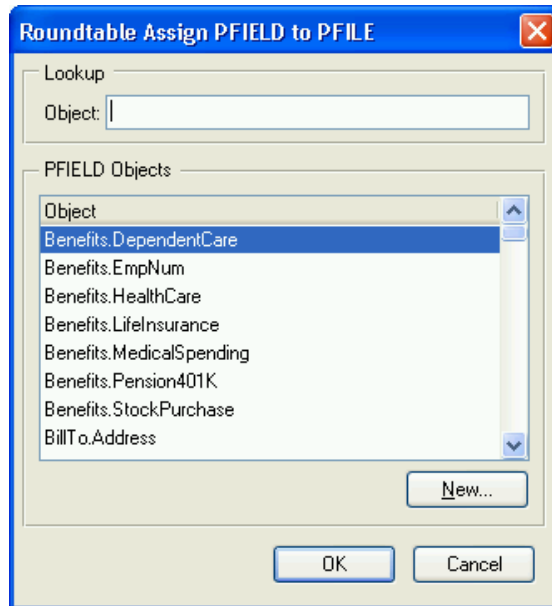 Roundtable Assign PFIELD to PFILE
Lookup
Object:
PFIELD Objects
Object
Benefits.DependentCare
Benefits.EmpNum
Benefits.HealthCare
Benefits.LifeInsurance
Benefits.MedicalSpending
Benefits.Pension401K
Benefits.StockPurchase
BillTo.Address
New...
OK
Cancel